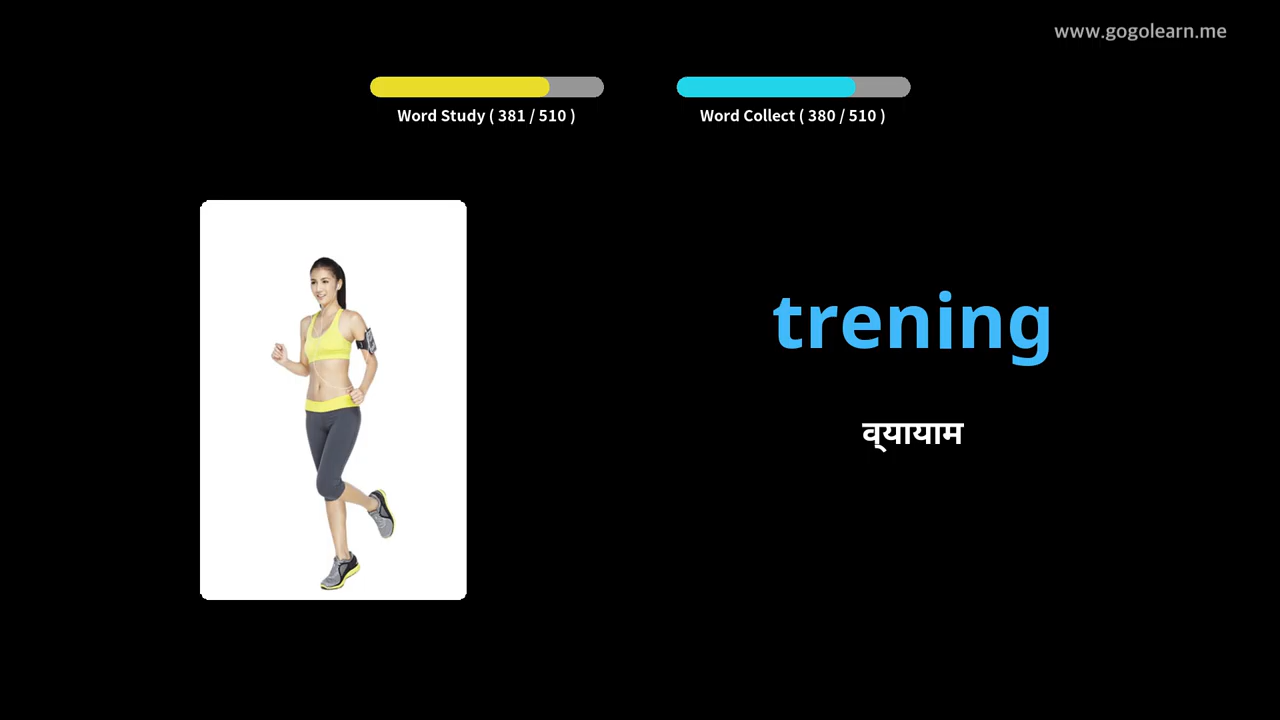 www.gogolearn.me
Word Study ( 381 / 510 )
Word Collect ( 380 / 510 )
trening
व्यायाम